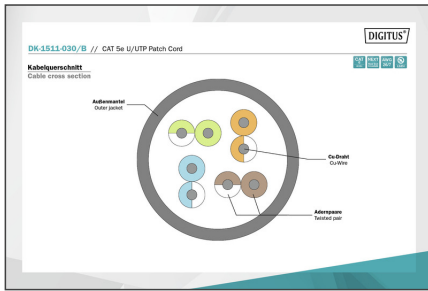 DIGITUS®
DK-1511-030/B // CAT 5e U/UTP Patch Cord
Kabelquerschnitt
Cable cross section
Außenmantel
Outer jacket
Cu-Draht
Cu-Wire
Adernpaare
Twisted pair